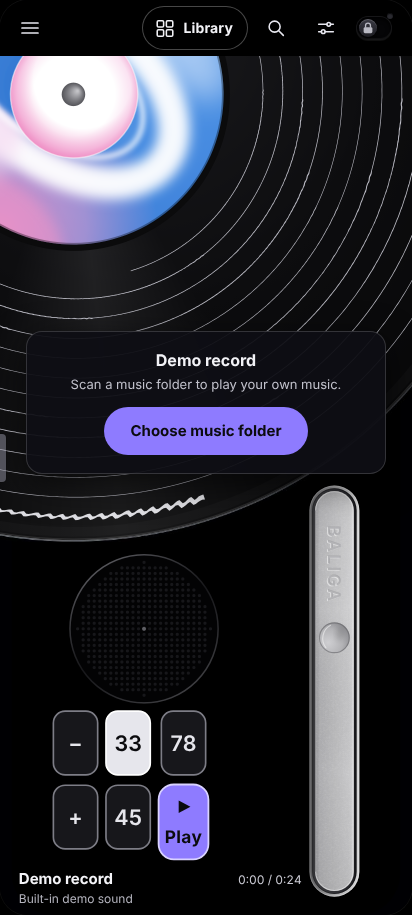 Library
Demo record
Scan a music folder to play your own music.
Choose music folder
BALIGA
– 33 78
+ 45 Play
Demo record 0:00 / 0:24
Built-in demo sound